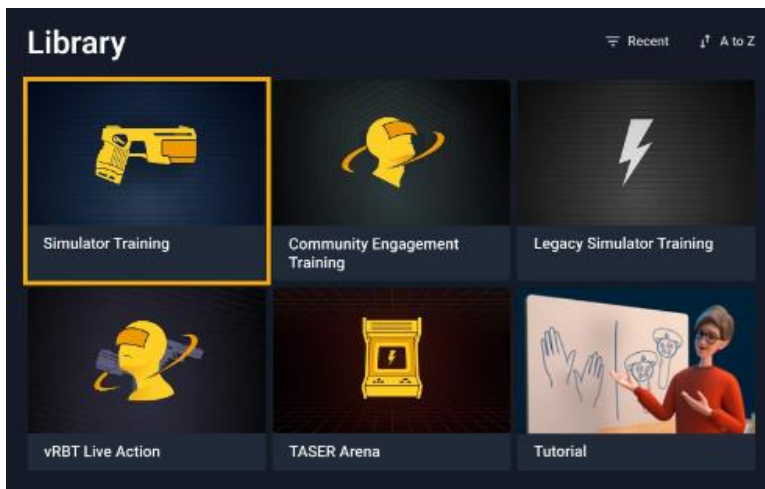 Library
Recent
A to Z
Simulator Training
Community Engagement
Training
Legacy Simulator Training
vRBT Live Action
TASER Arena
Tutorial